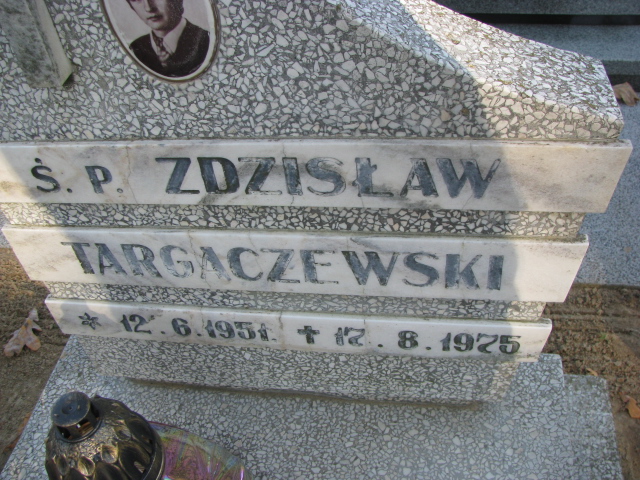 Ś. P. ZDZISŁAW
TARGACZEWSKI
* 12. 6. 1951. ✝ 17. 8. 1975